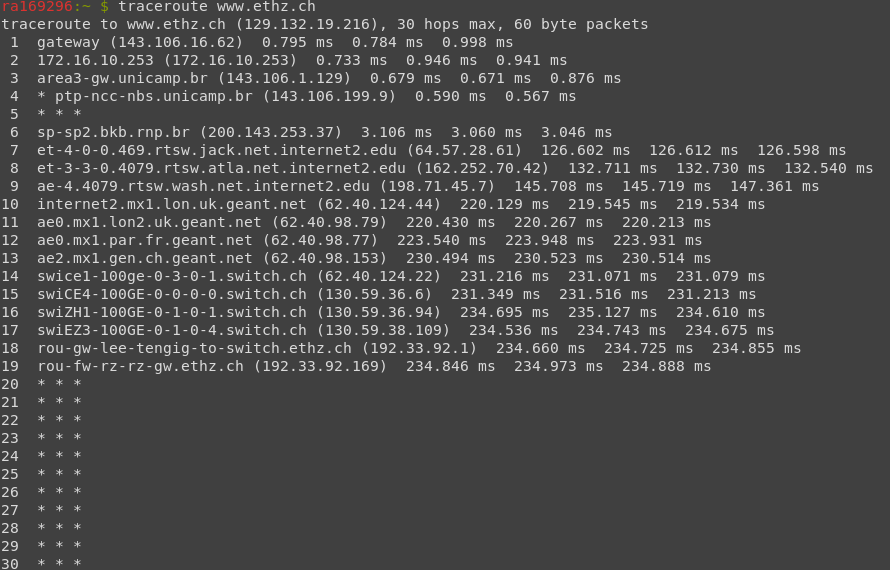 ra169296:~ $ traceroute www.ethz.ch
traceroute to www.ethz.ch (129.132.19.216), 30 hops max, 60 byte packets
 1  gateway (143.106.16.62)  0.795 ms  0.784 ms  0.998 ms
 2  172.16.10.253 (172.16.10.253)  0.733 ms  0.946 ms  0.941 ms
 3  area3-gw.unicamp.br (143.106.1.129)  0.679 ms  0.671 ms  0.876 ms
 4  * ptp-ncc-nbs.unicamp.br (143.106.199.9)  0.590 ms  0.567 ms
 5  * * *
 6  sp-sp2.bkb.rnp.br (200.143.253.37)  3.106 ms  3.060 ms  3.046 ms
 7  et-4-0-0.469.rtsw.jack.net.internet2.edu (64.57.28.61)  126.602 ms  126.612 ms  126.598 ms
 8  et-3-3-0.4079.rtsw.atla.net.internet2.edu (162.252.70.42)  132.711 ms  132.730 ms  132.540 ms
 9  ae-4.4079.rtsw.wash.net.internet2.edu (198.71.45.7)  145.708 ms  145.719 ms  147.361 ms
10  internet2.mx1.lon.uk.geant.net (62.40.124.44)  220.129 ms  219.545 ms  219.534 ms
11  ae0.mx1.lon2.uk.geant.net (62.40.98.79)  220.430 ms  220.267 ms  220.213 ms
12  ae0.mx1.par.fr.geant.net (62.40.98.77)  223.540 ms  223.948 ms  223.931 ms
13  ae2.mx1.gen.ch.geant.net (62.40.98.153)  230.494 ms  230.523 ms  230.514 ms
14  swice1-100ge-0-3-0-1.switch.ch (62.40.124.22)  231.216 ms  231.071 ms  231.079 ms
15  swiCE4-100GE-0-0-0-0.switch.ch (130.59.36.6)  231.349 ms  231.516 ms  231.213 ms
16  swiZH1-100GE-0-1-0-1.switch.ch (130.59.36.94)  234.695 ms  235.127 ms  234.610 ms
17  swiEZ3-100GE-0-1-0-4.switch.ch (130.59.38.109)  234.536 ms  234.743 ms  234.675 ms
18  rou-gw-lee-tengig-to-switch.ethz.ch (192.33.92.1)  234.660 ms  234.725 ms  234.855 ms
19  rou-fw-rz-rz-gw.ethz.ch (192.33.92.169)  234.846 ms  234.973 ms  234.888 ms
20  * * *
21  * * *
22  * * *
23  * * *
24  * * *
25  * * *
26  * * *
27  * * *
28  * * *
29  * * *
30  * * *